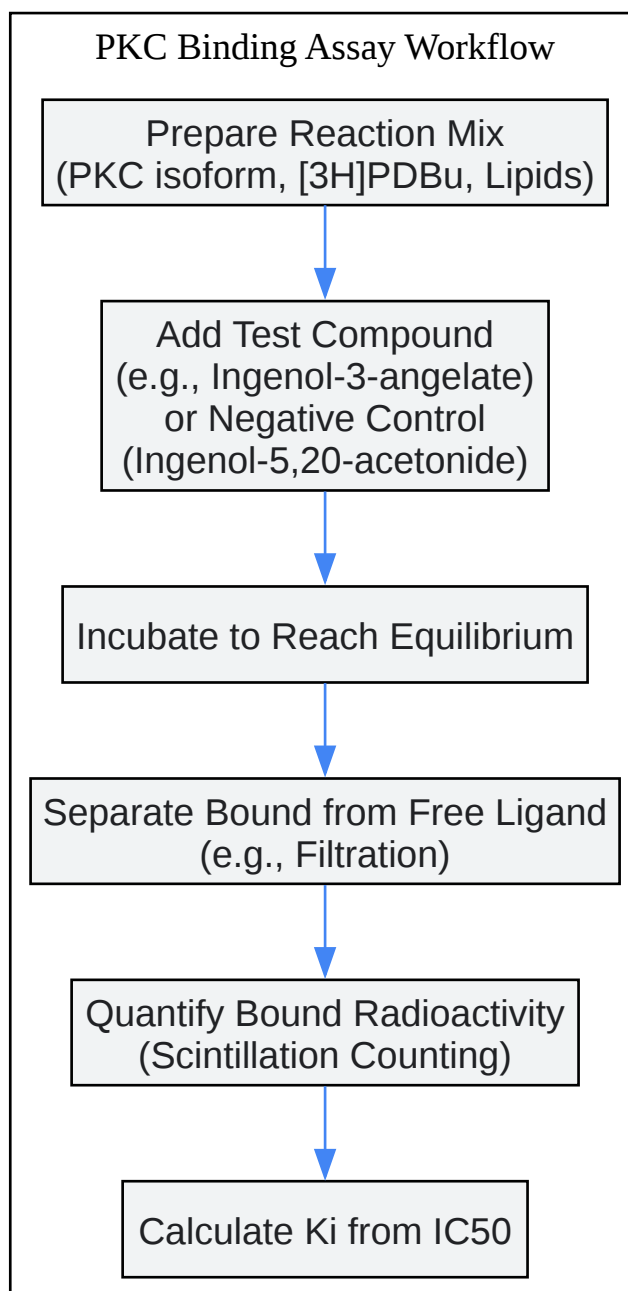 PKC Binding Assay Workflow
Prepare Reaction Mix
(PKC isoform, [3H]PDBu, Lipids)
Add Test Compound
(e.g., Ingenol-3-angelate)
or Negative Control
(Ingenol-5,20-acetonide)
Incubate to Reach Equilibrium
Separate Bound from Free Ligand
(e.g., Filtration)
Quantify Bound Radioactivity
(Scintillation Counting)
Calculate Ki from IC50